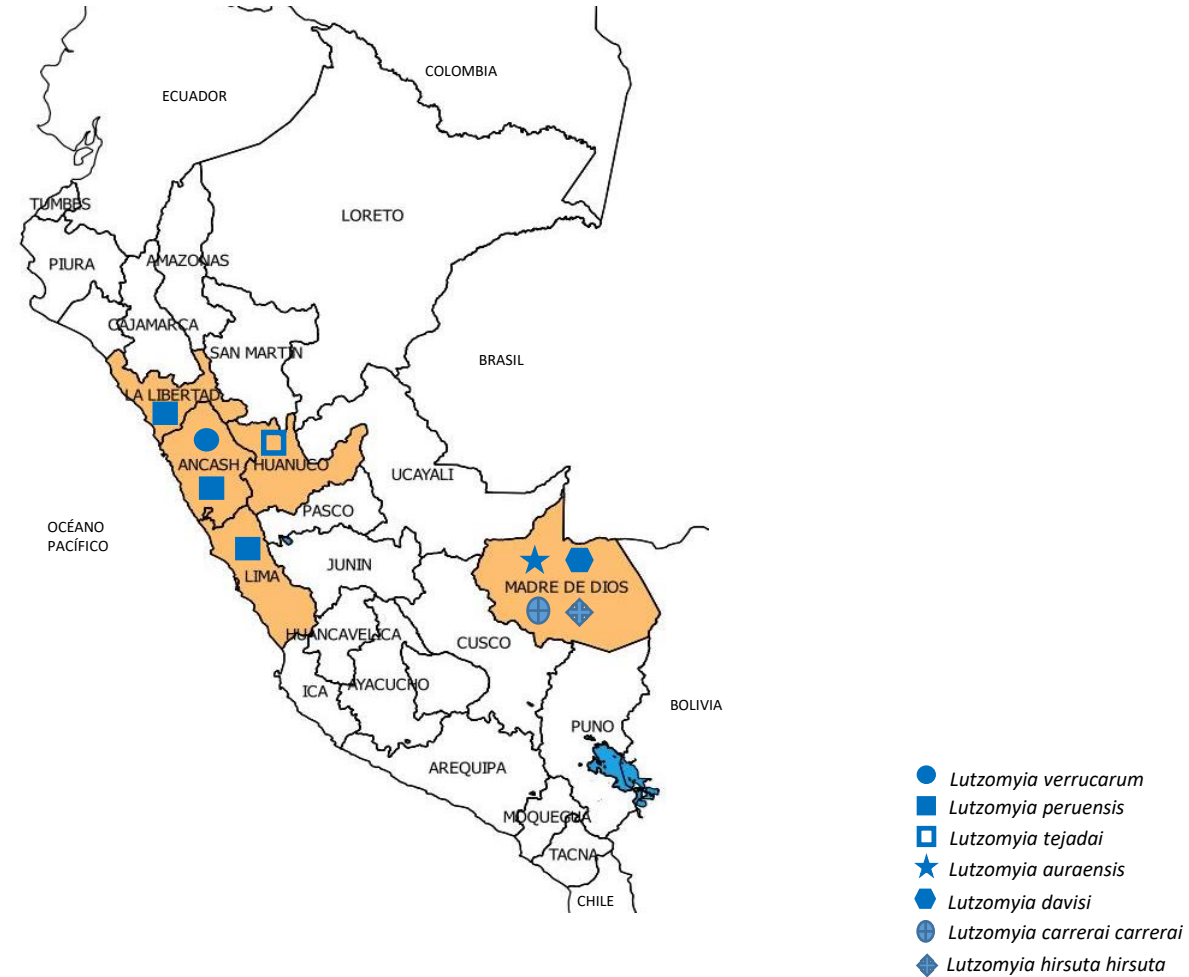 COLOMBIA
ECUADOR
TUMBES
LORETO
PIURA
AMAZONAS
CAJAMARCA
SAN MARTIN
BRASIL
LA LIBERTAD
ANCASH
HUANUCO
UCAYALI
PASCO
OCÉANO
PACÍFICO
JUNIN
LIMA
MADRE DE DIOS
HUANCAVELICA
CUSCO
ICA
AYACUCHO
BOLIVIA
PUNO
AREQUIPA
MOQUEGUA
TACNA
CHILE
Lutzomyia verrucarum
Lutzomyia peruensis
Lutzomyia tejadai
Lutzomyia auraensis
Lutzomyia davisi
Lutzomyia carrerai carrerai
Lutzomyia hirsuta hirsuta